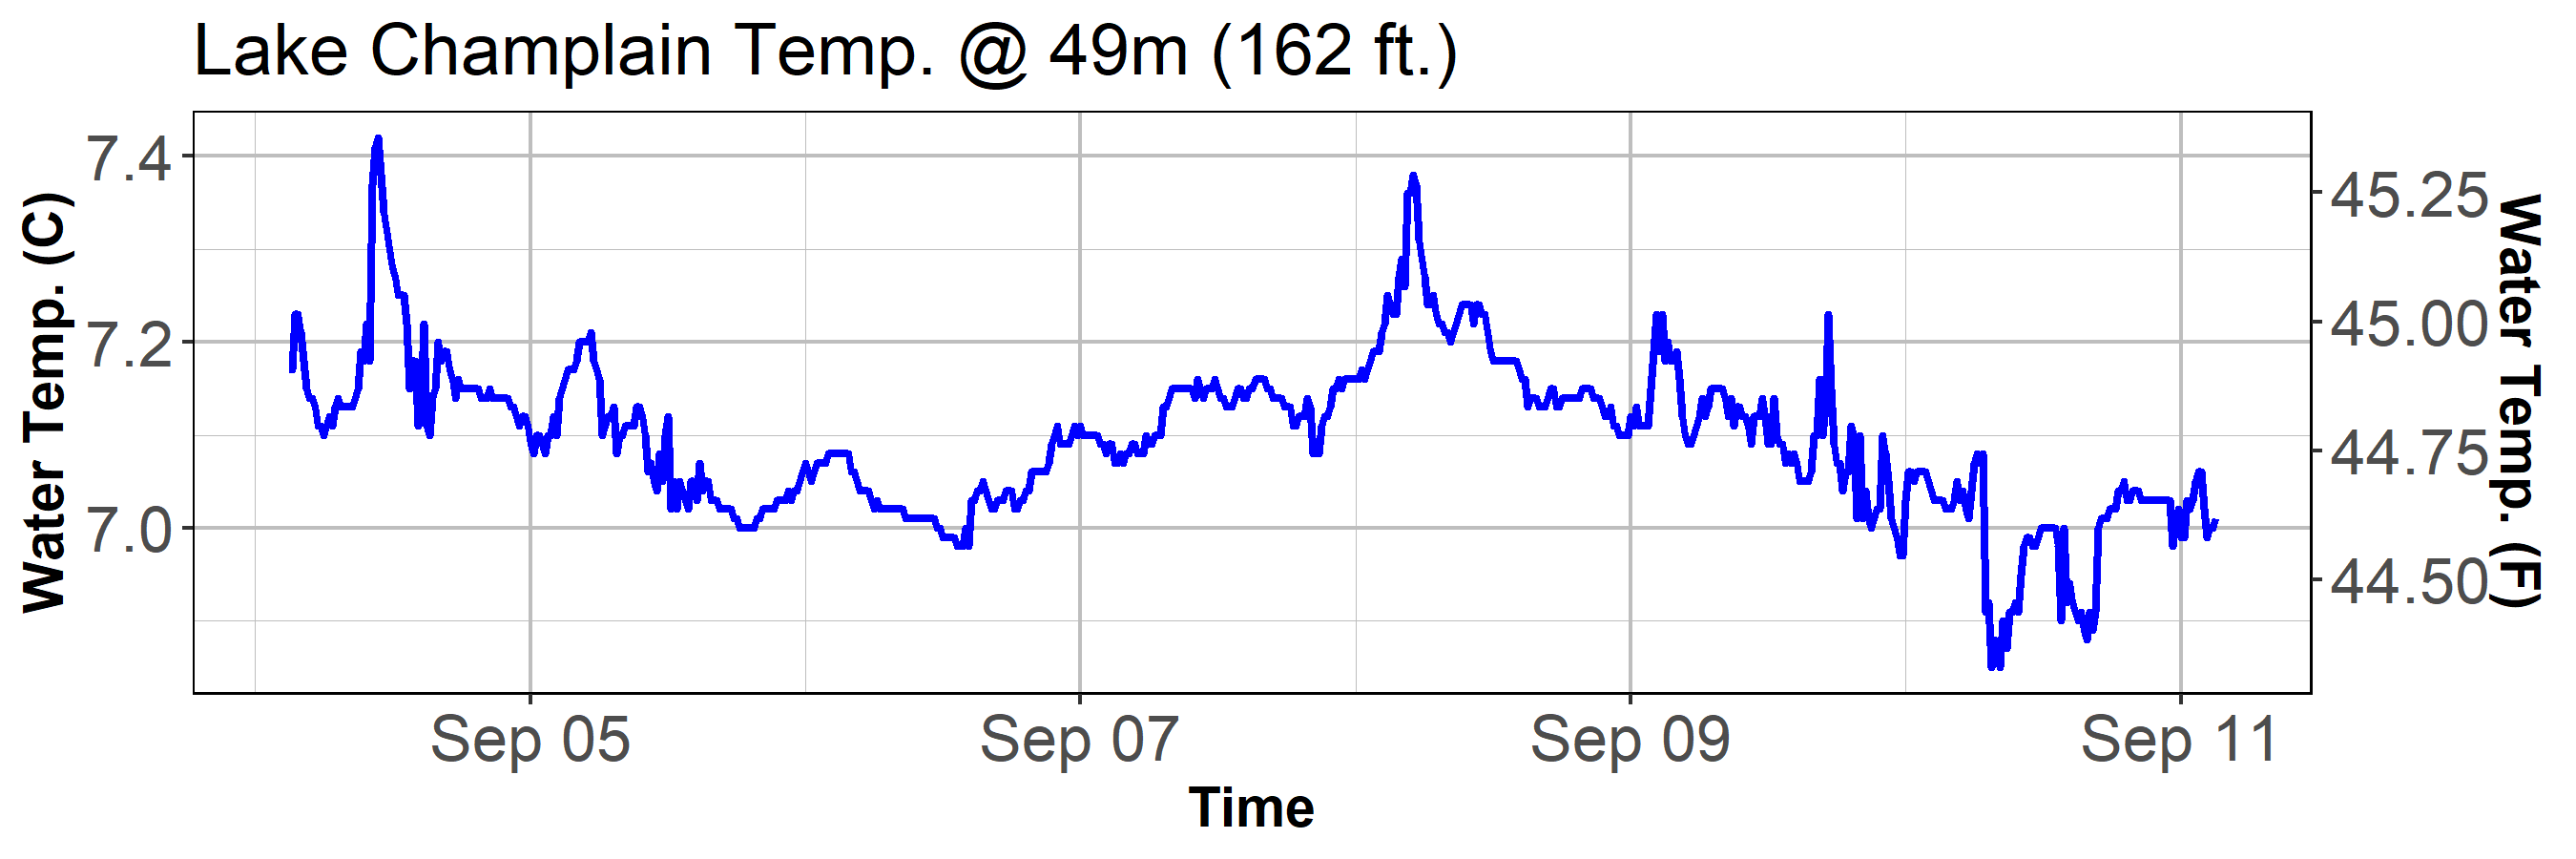 Lake Champlain Temp. @ 49m (162 ft.)
Water Temp. (C)
7.4
7.2
7.0
45.25
45.00
44.75
44.50
Water Temp. (F)
Sep 05 Sep 07 Sep 09 Sep 11
Time